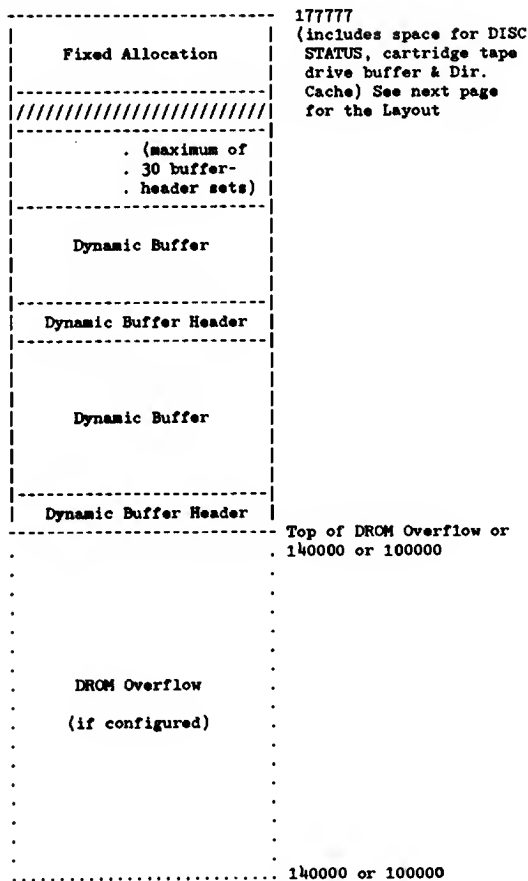 177777
Fixed Allocation
(includes space for DISC
STATUS, cartridge tape
drive buffer & Dir.
Cache) See next page
for the Layout
//////////////////////////
. (maximum of
. 30 buffer-
. header sets)
Dynamic Buffer
Dynamic Buffer Header
Dynamic Buffer
Dynamic Buffer Header
Top of DROM Overflow or
140000 or 100000
DROM Overflow
(if configured)
140000 or 100000